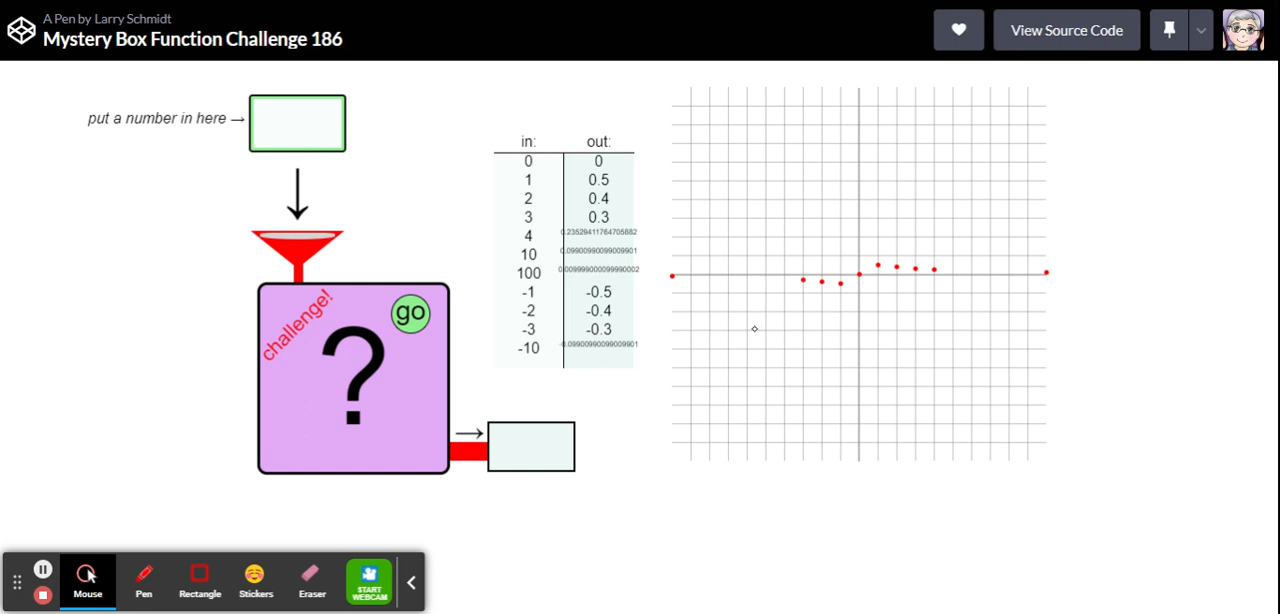 A Pen by Larry Schmidt
Mystery Box Function Challenge 186
View Source Code
put a number in here →
in: out:
0 0
1 0.5
2 0.4
3 0.3
4 0.23529411764705882
10 0.09900990099009901
100 0.009999000099990002
-1 -0.5
-2 -0.4
-3 -0.3
-10 -0.09900990099009901
challenge!
go
?
Mouse
Pen
Rectangle
Stickers
Eraser
START
WEBCAM